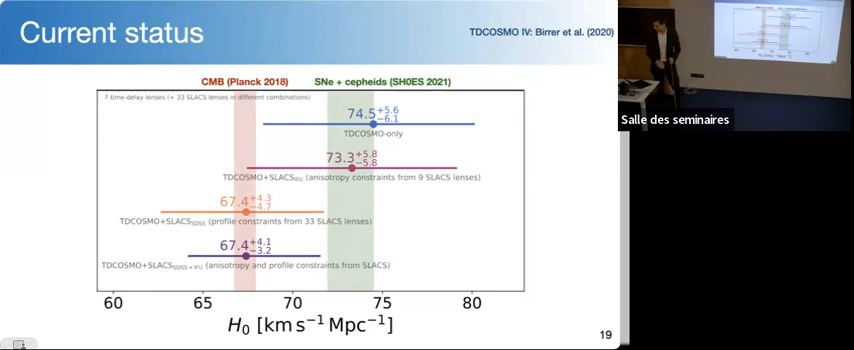 Current status
TDCOSMO IV: Birrer et al. (2020)
CMB (Planck 2018) SNe + cepheids (SH0ES 2021)
7 time-delay lenses (+ 33 SLACS lenses in different combinations)
74.5+5.6−6.1
TDCOSMO-only
73.3+5.8−5.8
TDCOSMO+SLACSIFU (anisotropy constraints from 9 SLACS lenses)
67.4+4.3−4.7
TDCOSMO+SLACSSDSS (profile constraints from 33 SLACS lenses)
67.4+4.1−3.2
TDCOSMO+SLACSSDSS+IFU (anisotropy and profile constraints from SLACS)
60 65 70 75 80
H0 [km s−1 Mpc−1]
19
Salle des seminaires